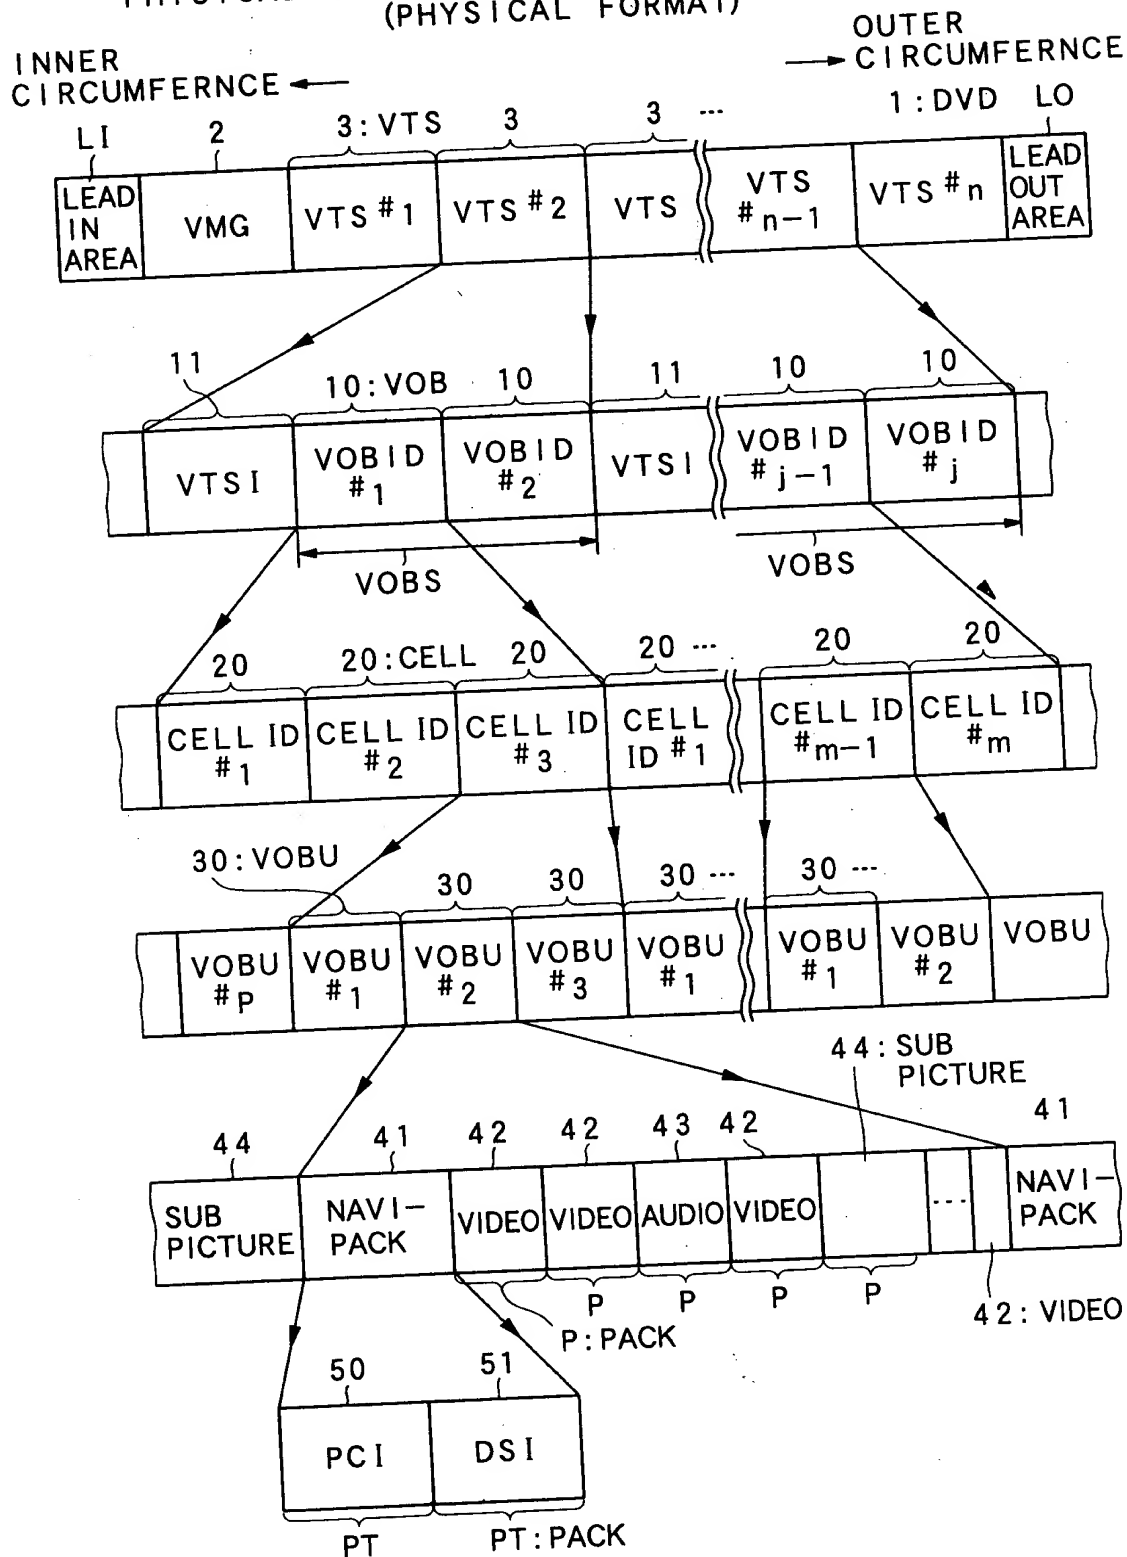 (PHYSICAL FORMAT)
INNER
CIRCUMFERNCE
OUTER
CIRCUMFERNCE
LI 2 3:VTS 3 3 ... 1:DVD LO
LEAD
IN
AREA
VMG
VTS #1
VTS #2
VTS
VTS
#n-1
VTS #n
LEAD
OUT
AREA
11 10:VOB 10 11 10 10
VTSI
VOBID
#1
VOBID
#2
VTSI
VOBID
#j-1
VOBID
#j
VOBS
VOBS
20 20:CELL 20 20 ... 20 20
CELL ID
#1
CELL ID
#2
CELL ID
#3
CELL
ID #1
CELL ID
#m-1
CELL ID
#m
30:VOBU 30 30 30 ... 30 ...
VOBU
#P
VOBU
#1
VOBU
#2
VOBU
#3
VOBU
#1
VOBU
#1
VOBU
#2
VOBU
44:SUB
PICTURE
44 41 42 42 43 42 41
SUB
PICTURE
NAVI-
PACK
VIDEO
VIDEO
AUDIO
VIDEO
...
NAVI-
PACK
P P P P
P:PACK
42:VIDEO
50 51
PCI
DSI
PT
PT:PACK